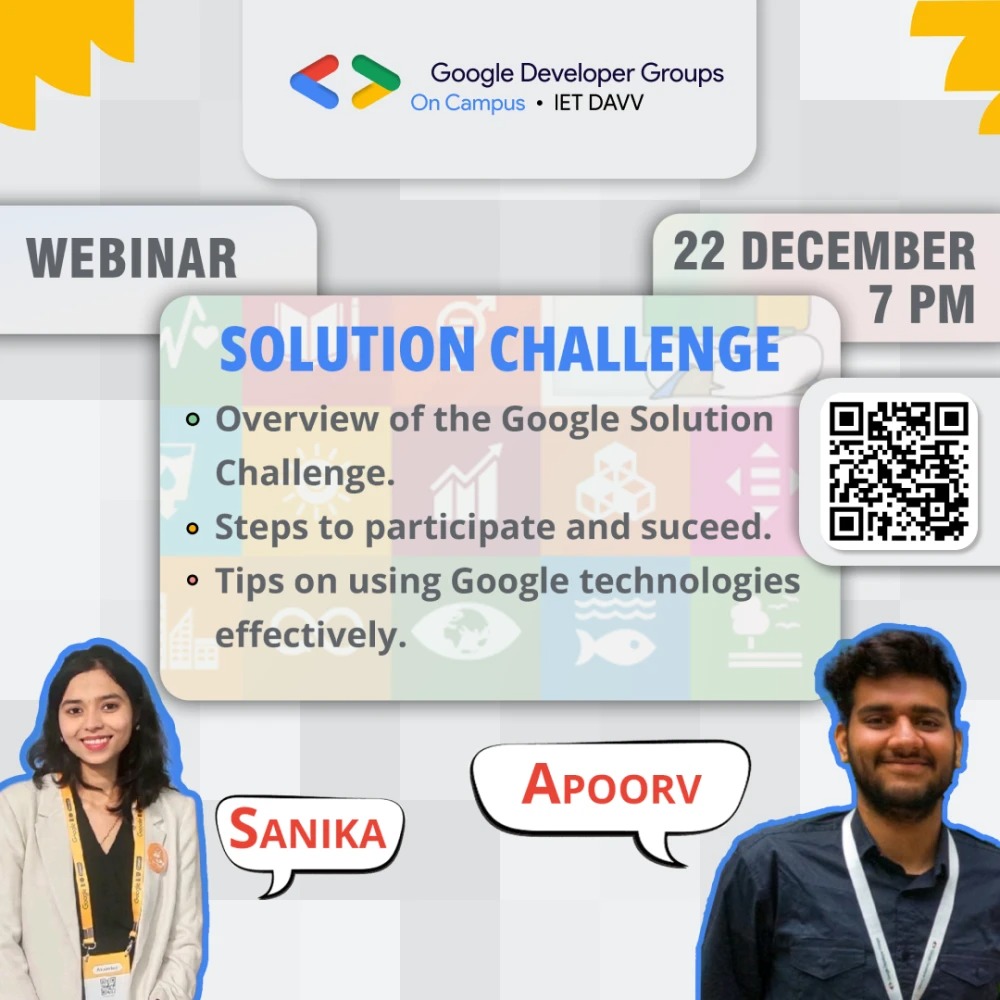 Google Developer Groups
On Campus • IET DAVV
WEBINAR
22 DECEMBER
7 PM
SOLUTION CHALLENGE
Overview of the Google Solution
Challenge.
Steps to participate and suceed.
Tips on using Google technologies
effectively.
SANIKA
APOORV